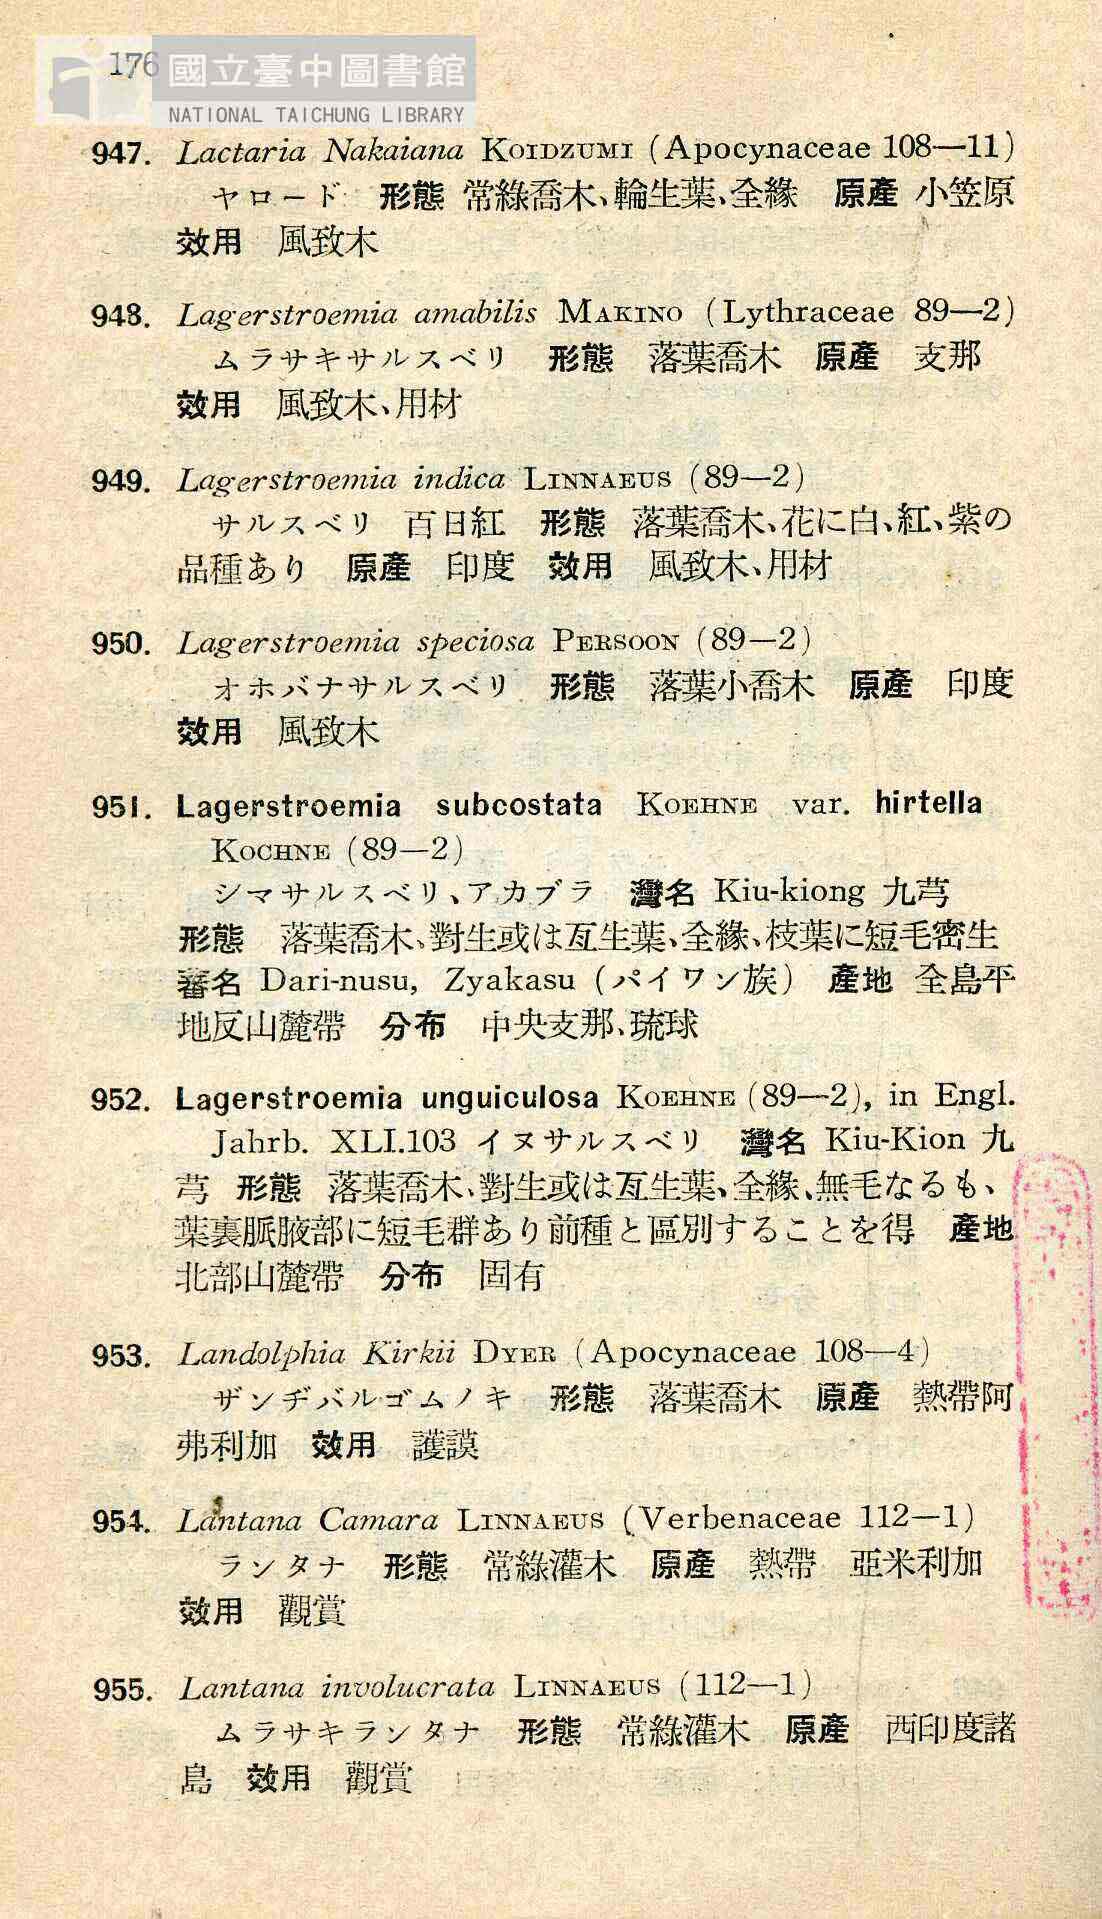 176
國立臺中圖書館
NATIONAL TAICHUNG LIBRARY
947. Lactaria Nakaiana KOIDZUMI (Apocynaceae 108—11)
ヤロード 形態 常綠喬木、輪生葉、全緣 原產 小笠原
效用 風致木
948. Lagerstroemia amabilis MAKINO (Lythraceae 89—2)
ムラサキサルスベリ 形態 落葉喬木 原產 支那
效用 風致木、用材
949. Lagerstroemia indica LINNAEUS (89—2)
サルスベリ 百日紅 形態 落葉喬木、花に白、紅、紫の
品種あり 原產 印度 效用 風致木、用材
950. Lagerstroemia speciosa PERSOON (89—2)
オホバナサルスベリ 形態 落葉小喬木 原產 印度
效用 風致木
951. Lagerstroemia subcostata KOEHNE var. hirtella
KOCHNE (89—2)
シマサルスベリ、アカブラ 灣名 Kiu-kiong 九芎
形態 落葉喬木、對生或は互生葉、全緣、枝葉に短毛密生
蕃名 Dari-nusu, Zyakasu (パイワン族) 產地 全島平
地反山麓帶 分布 中央支那、琉球
952. Lagerstroemia unguiculosa KOEHNE (89—2), in Engl.
Jahrb. XLI.103 イヌサルスベリ 灣名 Kiu-Kion 九
芎 形態 落葉喬木、對生或は互生葉、全緣、無毛なるも、
葉裏脈腋部に短毛群あり前種と區別することを得 產地
北部山麓帶 分布 固有
953. Landolphia Kirkii DYER (Apocynaceae 108—4)
ザンヂバルゴムノキ 形態 落葉喬木 原產 熱帶阿
弗利加 效用 護謨
954. Lantana Camara LINNAEUS (Verbenaceae 112—1)
ランタナ 形態 常綠灌木 原產 熱帶 亞米利加
效用 觀賞
955. Lantana involucrata LINNAEUS (112—1)
ムラサキランタナ 形態 常綠灌木 原產 西印度諸
島 效用 觀賞